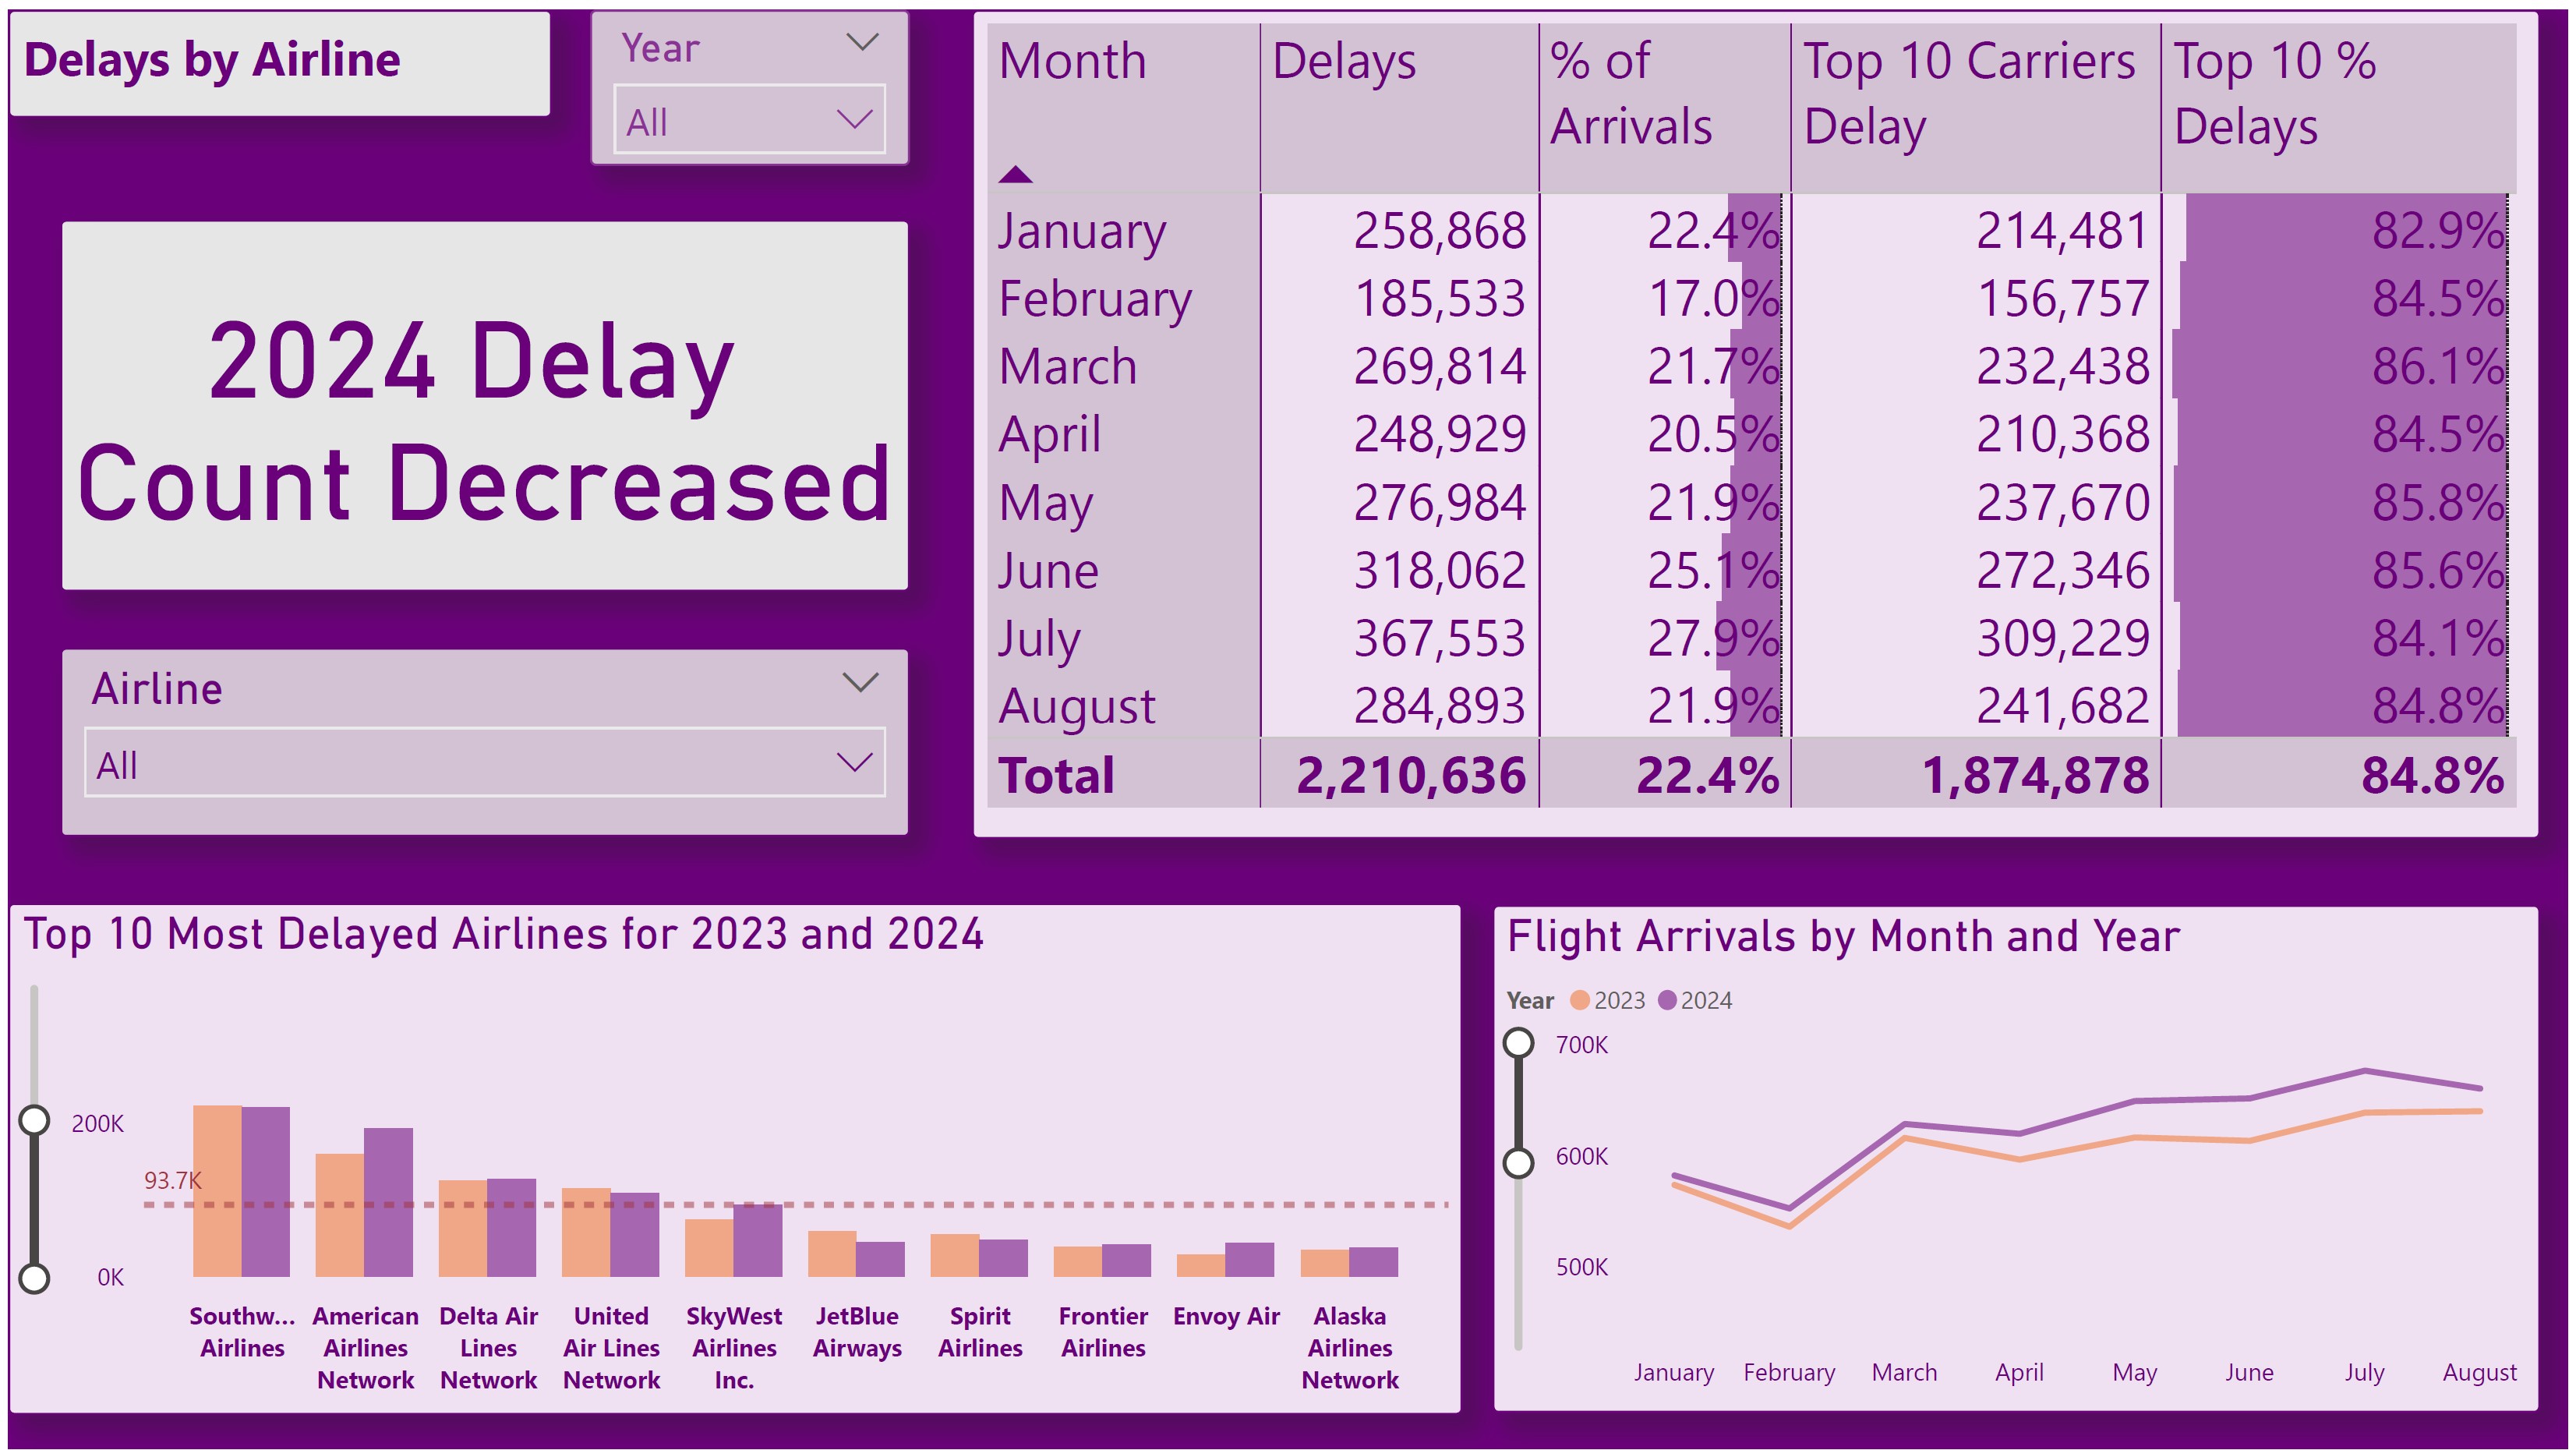 Delays by Airline
Year
All
2024 Delay
Count Decreased
Airline
All
Month Delays % of Arrivals Top 10 Carriers Delay Top 10 % Delays
January 258,868 22.4% 214,481 82.9%
February 185,533 17.0% 156,757 84.5%
March 269,814 21.7% 232,438 86.1%
April 248,929 20.5% 210,368 84.5%
May 276,984 21.9% 237,670 85.8%
June 318,062 25.1% 272,346 85.6%
July 367,553 27.9% 309,229 84.1%
August 284,893 21.9% 241,682 84.8%
Total 2,210,636 22.4% 1,874,878 84.8%
Top 10 Most Delayed Airlines for 2023 and 2024
200K
93.7K
0K
Southw... Airlines
American Airlines Network
Delta Air Lines Network
United Air Lines Network
SkyWest Airlines Inc.
JetBlue Airways
Spirit Airlines
Frontier Airlines
Envoy Air
Alaska Airlines Network
Flight Arrivals by Month and Year
Year 2023 2024
700K
600K
500K
January February March April May June July August